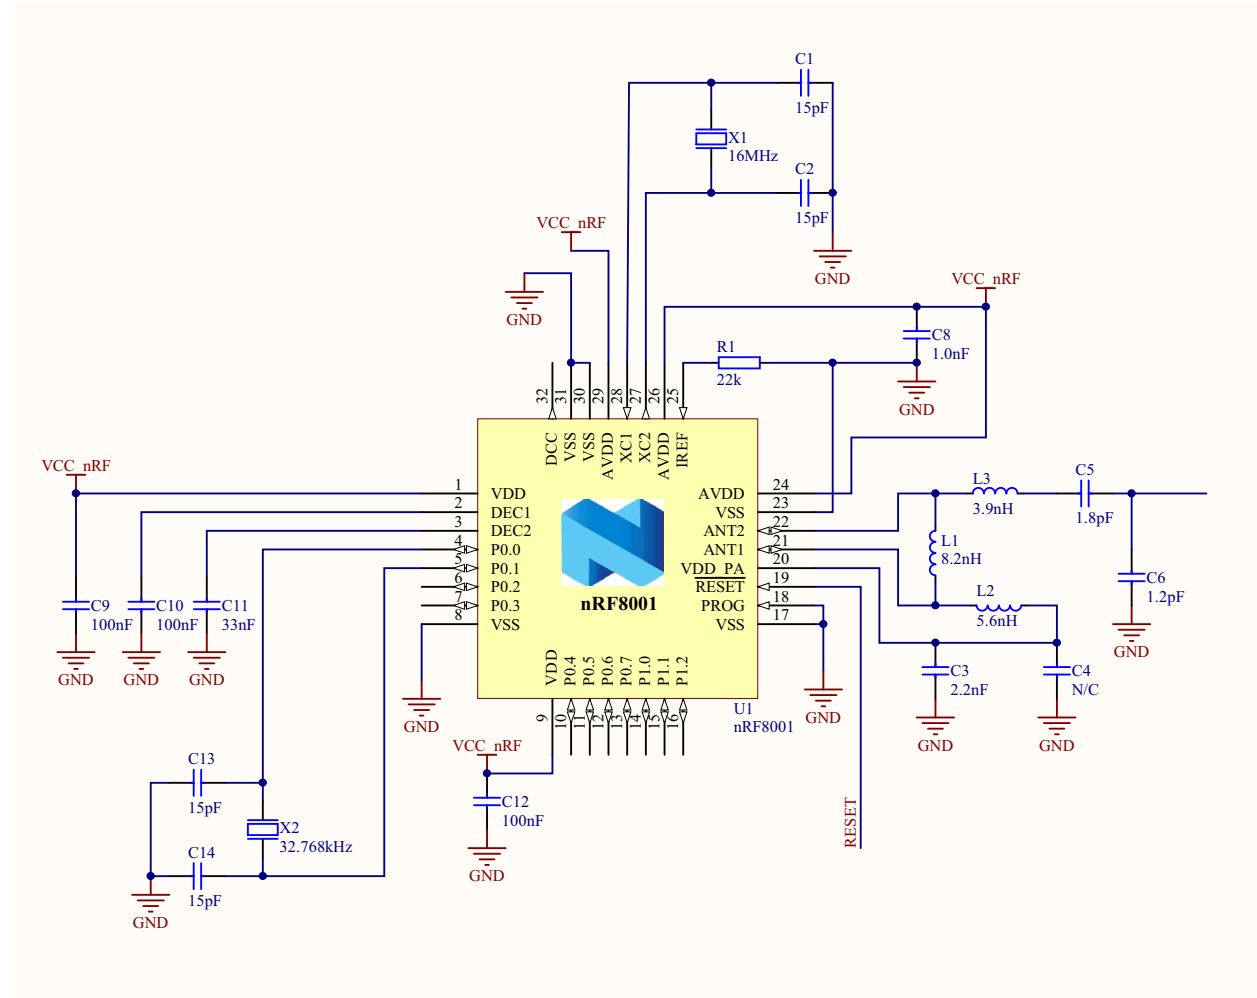 C1
15pF
X1
16MHz
C2
15pF
GND
VCC_nRF
GND
VCC_nRF
C8
1.0nF
GND
R1
22k
32
31
30
29
28
27
26
25
DCC
VSS
VSS
AVDD
XC1
XC2
AVDD
IREF
VCC_nRF
1
VDD
2
DEC1
3
DEC2
4
P0.0
5
P0.1
6
P0.2
7
P0.3
8
VSS
AVDD
24
VSS
23
ANT2
22
ANT1
21
VDD_PA
20
RESET
19
PROG
18
VSS
17
nRF8001
L3
3.9nH
C5
1.8pF
L1
8.2nH
L2
5.6nH
C6
1.2pF
GND
C3
2.2nF
GND
C4
N/C
GND
C9
100nF
GND
C10
100nF
GND
C11
33nF
GND
GND
GND
VDD
P0.4
P0.5
P0.6
P0.7
P1.0
P1.1
P1.2
9
10
11
12
13
14
15
16
U1
nRF8001
VCC_nRF
C12
100nF
GND
RESET
C13
15pF
X2
32.768kHz
C14
15pF
GND